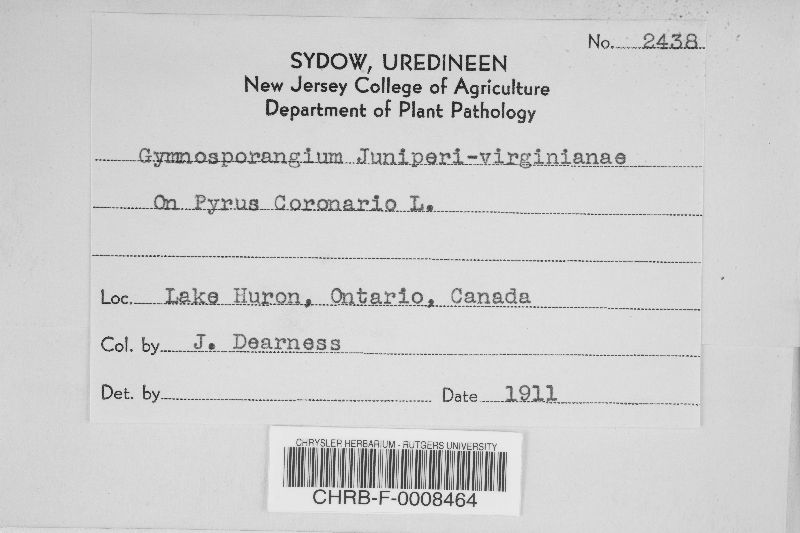 No. 2438
SYDOW, UREDINEEN
New Jersey College of Agriculture
Department of Plant Pathology
Gymnosporangium Juniperi-virginianae
On Pyrus Coronario L.
Loc. Lake Huron, Ontario, Canada
Col. by J. Dearness
Det. by Date 1911
CHRYSLER HERBARIUM - RUTGERS UNIVERSITY
CHRB-F-0008464